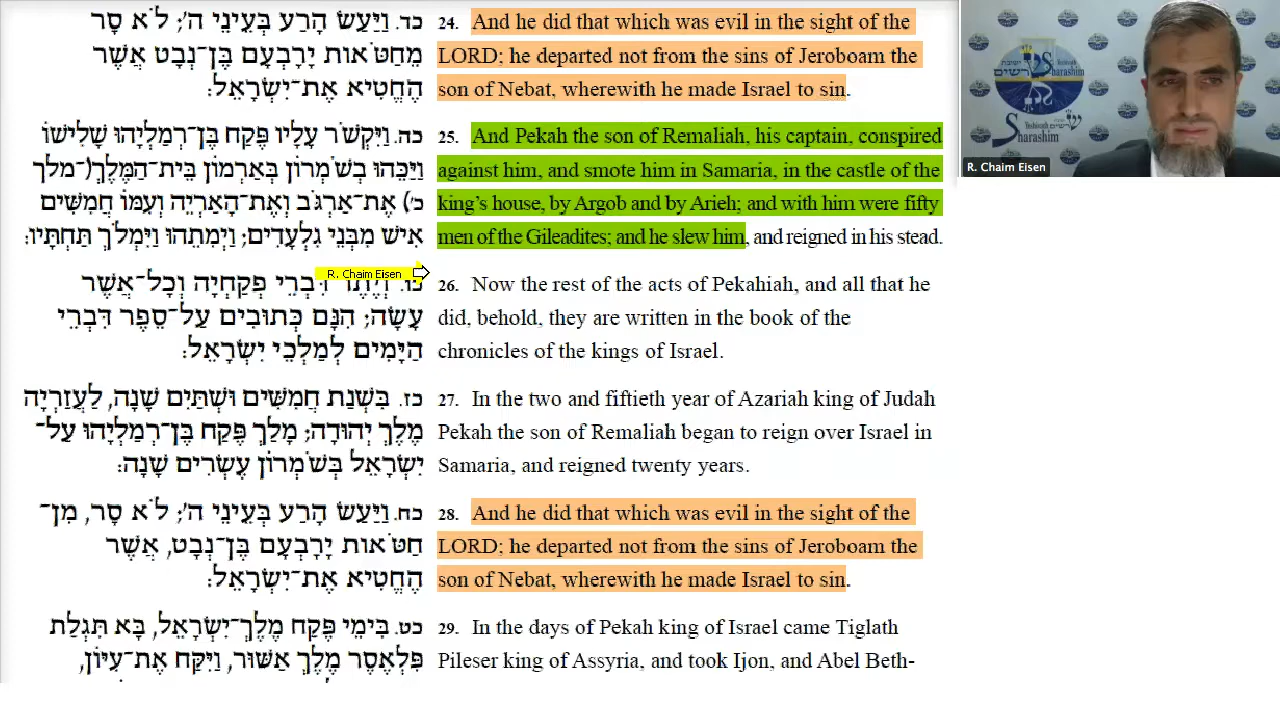 כד. וַיַּעַשׂ הָרַע בְּעֵינֵי ה׳; לֹא סָר
מֵחַטֹּאות יָרָבְעָם בֶּן־נְבָט אֲשֶׁר
הֶחֱטִיא אֶת־יִשְׂרָאֵל:
24. And he did that which was evil in the sight of the
LORD; he departed not from the sins of Jeroboam the
son of Nebat, wherewith he made Israel to sin.
כה. וַיִּקְשֹׁר עָלָיו פֶּקַח בֶּן־רְמַלְיָהוּ שָׁלִישׁוֹ
וַיַּכֵּהוּ בְשֹׁמְרוֹן בְּאַרְמוֹן בֵּית־הַמֶּלֶךְ(־מלך
כ׳) אֶת־אַרְגֹּב וְאֶת־הָאַרְיֵה וְעִמּוֹ חֲמִשִּׁים
אִישׁ מִבְּנֵי גִלְעָדִים; וַיְמִתֵהוּ וַיִּמְלֹךְ תַּחְתָּיו:
25. And Pekah the son of Remaliah, his captain, conspired
against him, and smote him in Samaria, in the castle of the
king’s house, by Argob and by Arieh; and with him were fifty
men of the Gileadites; and he slew him, and reigned in his stead.
דִּבְרֵי פְקַחְיָה וְכָל־אֲשֶׁר
עָשָׂה; הִנָּם כְּתוּבִים עַל־סֵפֶר דִּבְרֵי
הַיָּמִים לְמַלְכֵי יִשְׂרָאֵל:
R. Chaim Eisen
26. Now the rest of the acts of Pekahiah, and all that he
did, behold, they are written in the book of the
chronicles of the kings of Israel.
כז. בִּשְׁנַת חֲמִשִּׁים וּשְׁתַּיִם שָׁנָה, לַעֲזַרְיָה
מֶלֶךְ יְהוּדָה; מָלַךְ פֶּקַח בֶּן־רְמַלְיָהוּ עַל־
יִשְׂרָאֵל בְּשֹׁמְרוֹן עֶשְׂרִים שָׁנָה:
27. In the two and fiftieth year of Azariah king of Judah
Pekah the son of Remaliah began to reign over Israel in
Samaria, and reigned twenty years.
כח. וַיַּעַשׂ הָרַע בְּעֵינֵי ה׳; לֹא סָר, מִן־
חַטֹּאות יָרָבְעָם בֶּן־נְבָט, אֲשֶׁר
הֶחֱטִיא אֶת־יִשְׂרָאֵל:
28. And he did that which was evil in the sight of the
LORD; he departed not from the sins of Jeroboam the
son of Nebat, wherewith he made Israel to sin.
כט. בִּימֵי פֶּקַח מֶלֶךְ־יִשְׂרָאֵל, בָּא תִּגְלַת
פִּלְאֶסֶר מֶלֶךְ אַשּׁוּר, וַיִּקַּח אֶת־עִיּוֹן,
29. In the days of Pekah king of Israel came Tiglath
Pileser king of Assyria, and took Ijon, and Abel Beth-
Sharashim
Yeshivath שרשים
Sharashim
R. Chaim Eisen